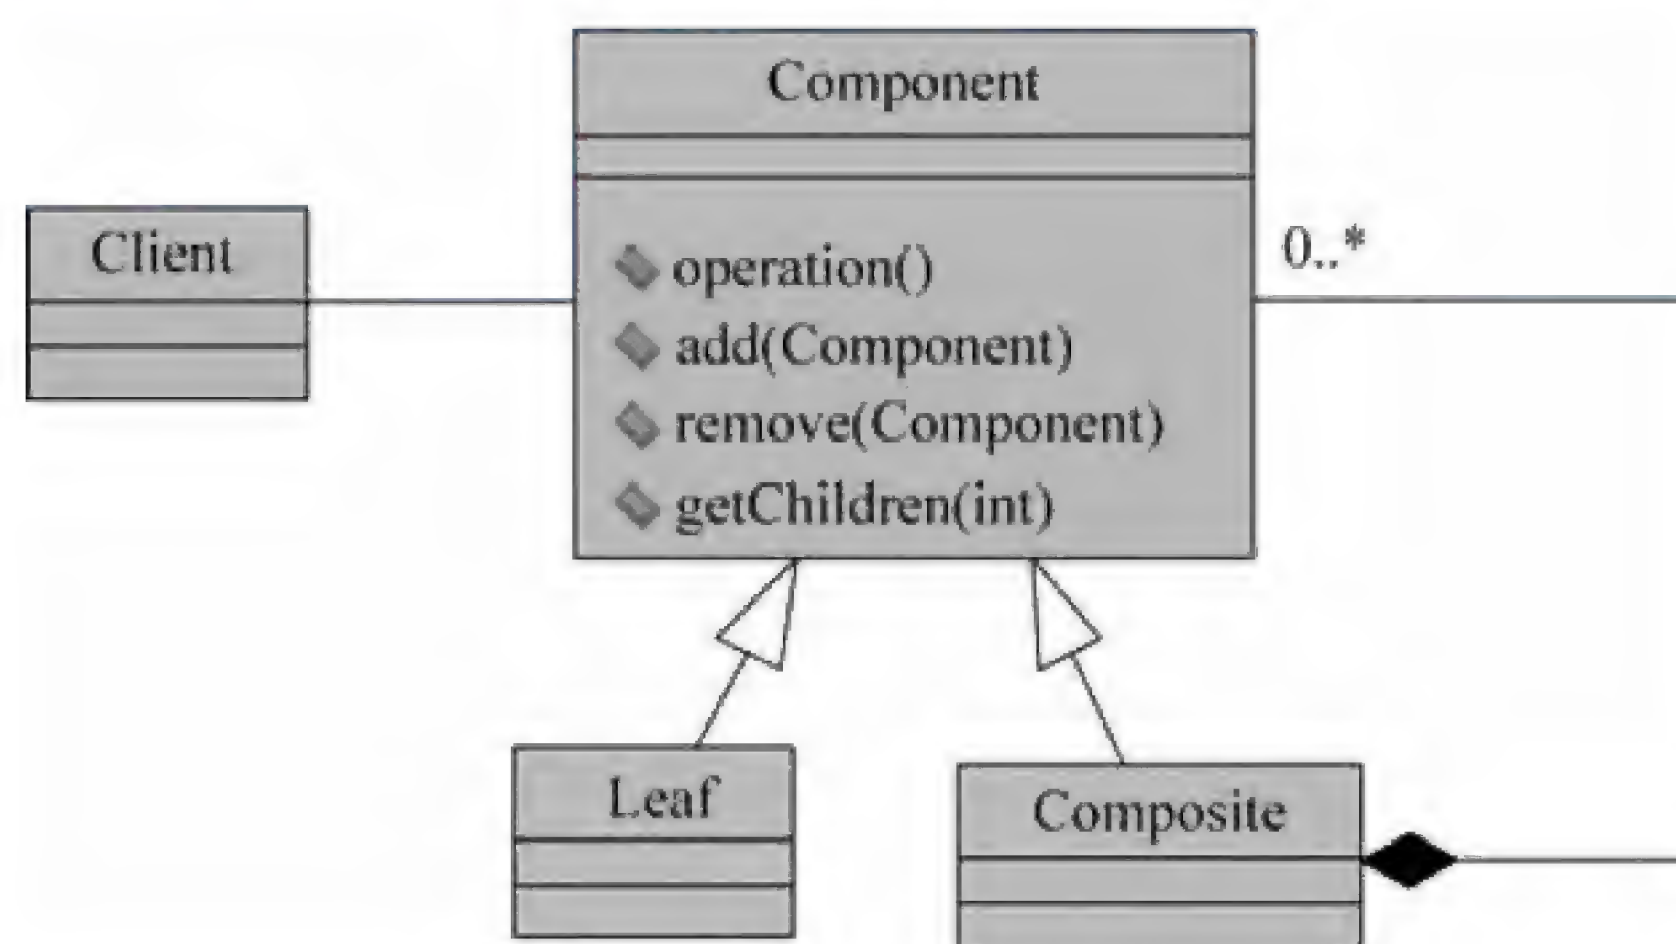 Component
Client
operation()
0..*
add(Component)
remove(Component)
getChildren(int)
Leaf
Composite